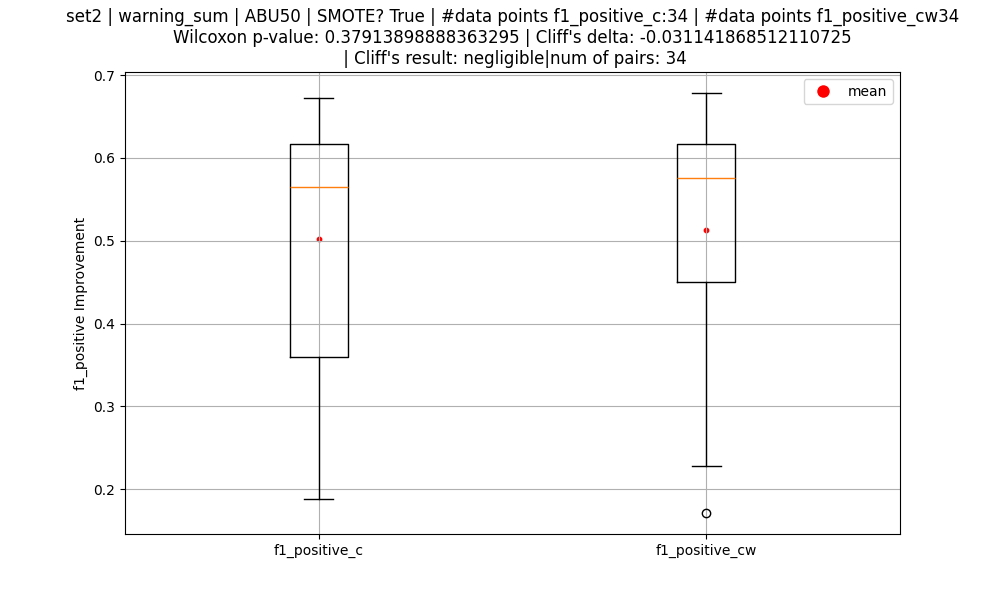 set2 | warning_sum | ABU50 | SMOTE? True | #data points f1_positive_c:34 | #data points f1_positive_cw34
Wilcoxon p-value: 0.37913898888363295 | Cliff's delta: -0.031141868512110725
| Cliff's result: negligible|num of pairs: 34
mean
0.7
0.6
0.5
0.4
0.3
0.2
f1_positive Improvement
f1_positive_c
f1_positive_cw